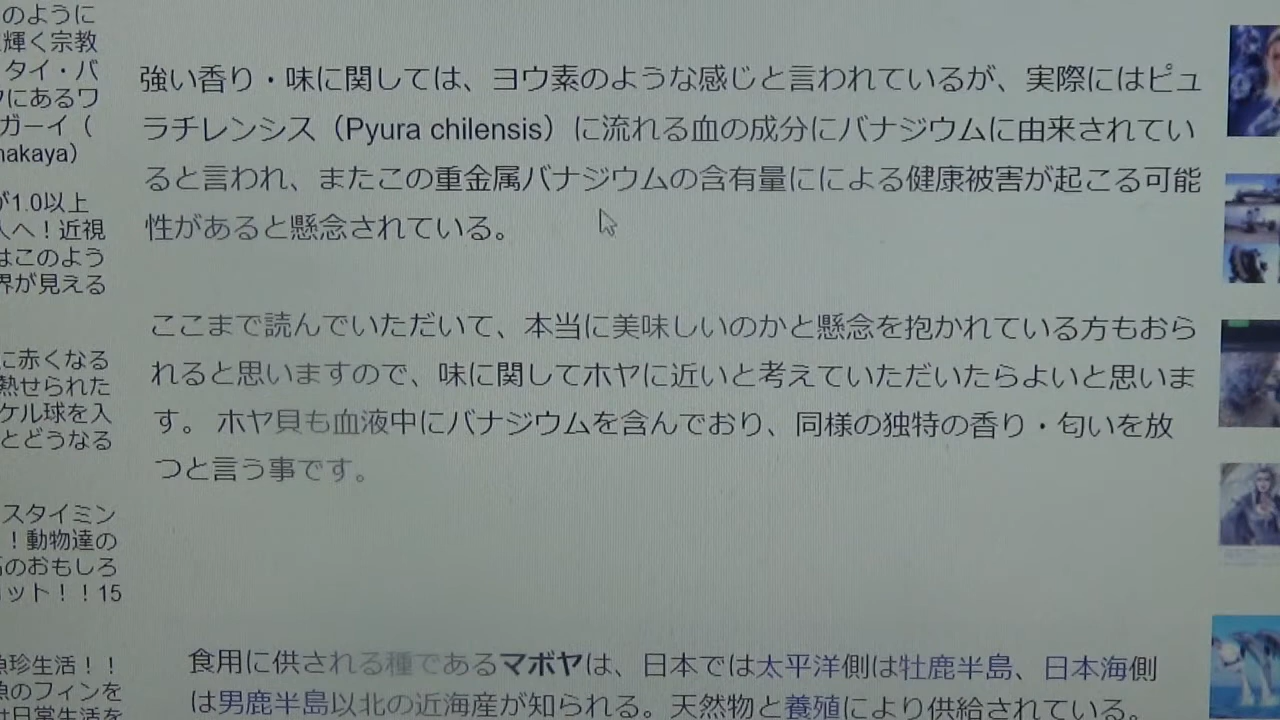 のように
輝く宗教
タイ・バ
にあるワ
ガーイ（
nakaya）
が1.0以上
人へ！近視
はこのよう
界が見える
に赤くなる
熱せられた
ケル球を入
とどうなる
スタイミン
！動物達の
のおもしろ
ョット！！15
魚珍生活！！
魚のフィンを
日常生活を
強い香り・味に関しては、ヨウ素のような感じと言われているが、実際にはピュ
ラチレンシス（Pyura chilensis）に流れる血の成分にバナジウムに由来されてい
ると言われ、またこの重金属バナジウムの含有量にによる健康被害が起こる可能
性があると懸念されている。
ここまで読んでいただいて、本当に美味しいのかと懸念を抱かれている方もおら
れると思いますので、味に関してホヤに近いと考えていただいたらよいと思いま
す。 ホヤ貝も血液中にバナジウムを含んでおり、同様の独特の香り・匂いを放
つと言う事です。
食用に供される種であるマボヤは、日本では太平洋側は牡鹿半島、日本海側
は男鹿半島以北の近海産が知られる。天然物と養殖により供給されている。